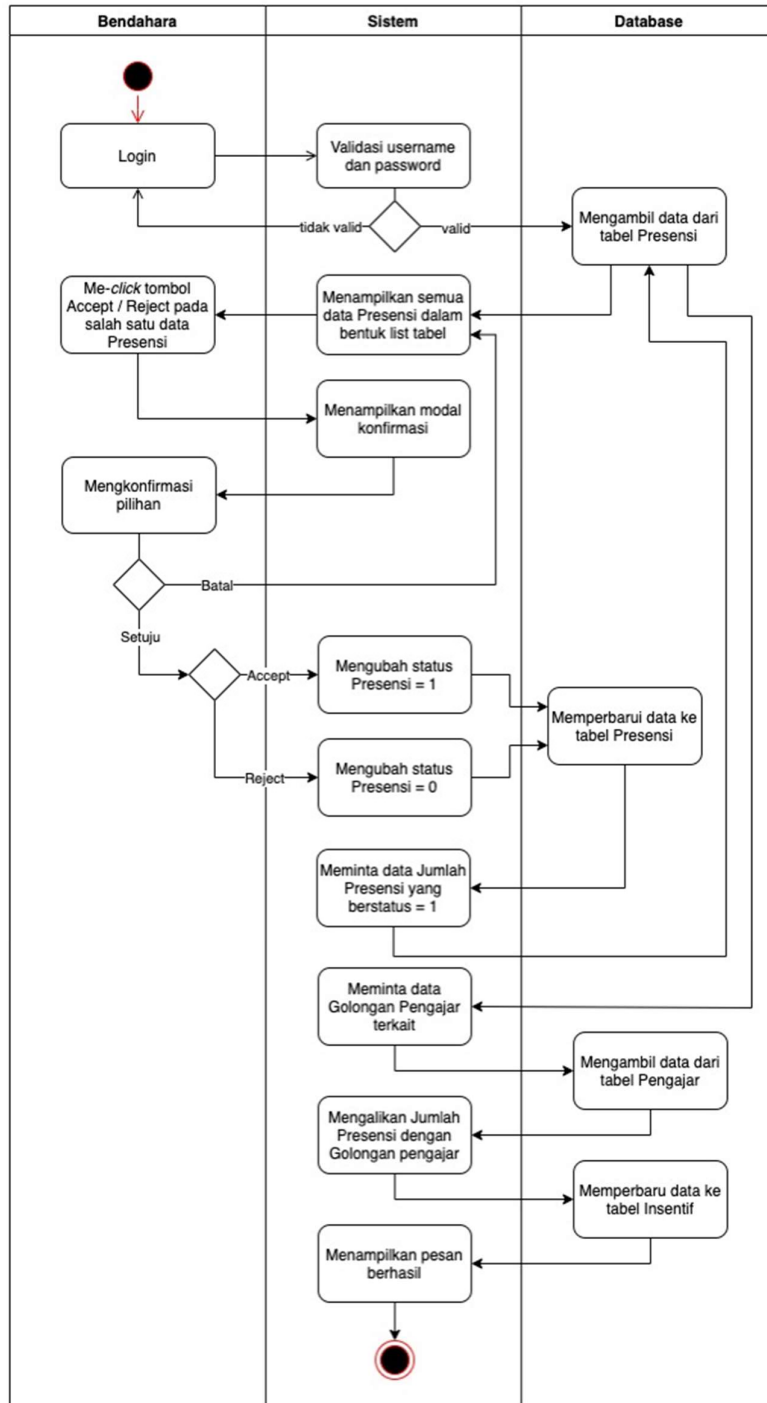 Bendahara
Sistem
Database
Login
Validasi username
dan password
tidak valid
valid
Mengambil data dari
tabel Presensi
Me-click tombol
Accept / Reject pada
salah satu data
Presensi
Menampilkan semua
data Presensi dalam
bentuk list tabel
Menampilkan modal
konfirmasi
Mengkonfirmasi
pilihan
Batal
Setuju
Accept
Mengubah status
Presensi = 1
Memperbarui data ke
tabel Presensi
Reject
Mengubah status
Presensi = 0
Meminta data Jumlah
Presensi yang
berstatus = 1
Meminta data
Golongan Pengajar
terkait
Mengambil data dari
tabel Pengajar
Mengalikan Jumlah
Presensi dengan
Golongan pengajar
Memperbaru data ke
tabel Insentif
Menampilkan pesan
berhasil